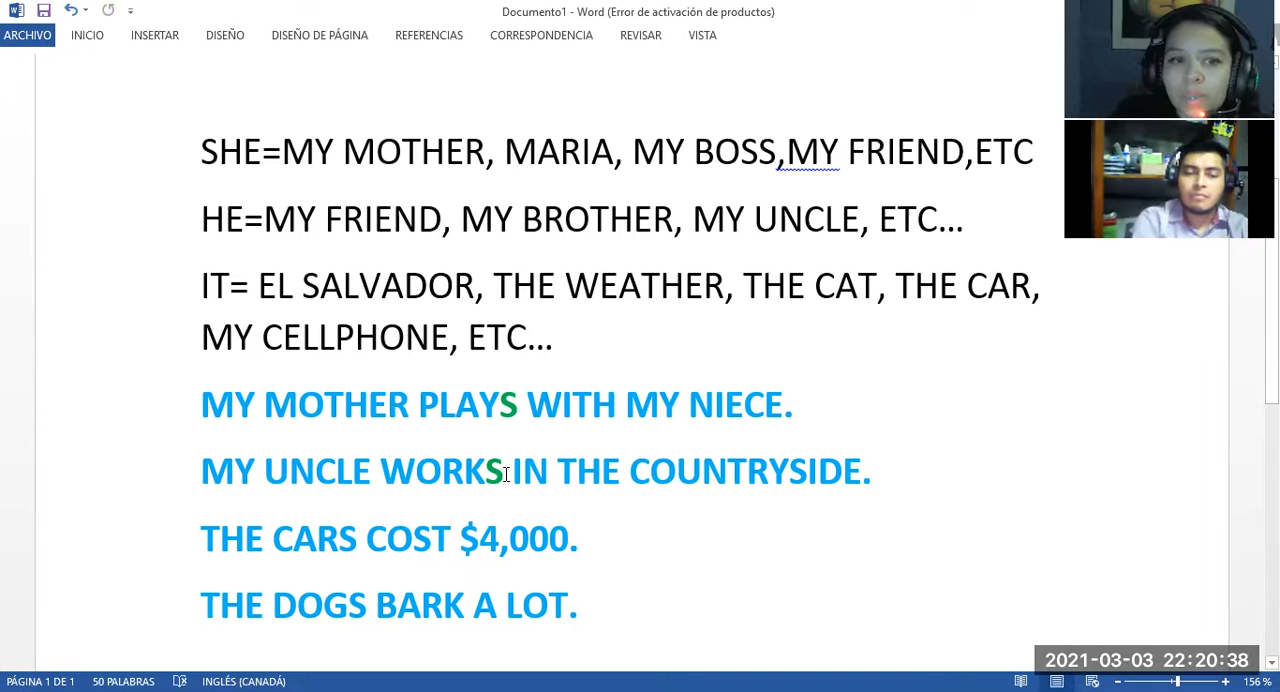 Documento1 - Word (Error de activación de productos)
ARCHIVO INICIO INSERTAR DISEÑO DISEÑO DE PÁGINA REFERENCIAS CORRESPONDENCIA REVISAR VISTA
SHE=MY MOTHER, MARIA, MY BOSS,MY FRIEND,ETC
HE=MY FRIEND, MY BROTHER, MY UNCLE, ETC...
IT= EL SALVADOR, THE WEATHER, THE CAT, THE CAR,
MY CELLPHONE, ETC...
MY MOTHER PLAYS WITH MY NIECE.
MY UNCLE WORKS IN THE COUNTRYSIDE.
THE CARS COST $4,000.
THE DOGS BARK A LOT.
2021-03-03 22:20:38
PÁGINA 1 DE 1 50 PALABRAS INGLÉS (CANADÁ) 156 %